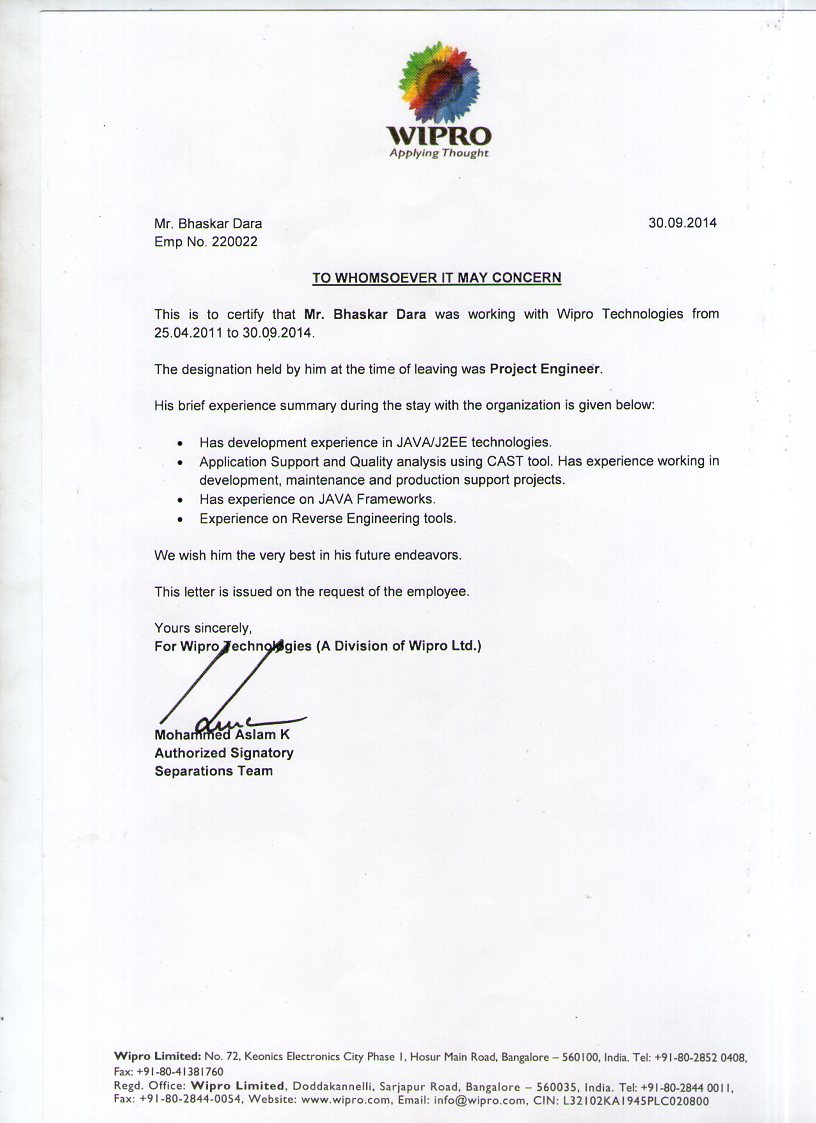 WIPRO
Applying Thought
Mr. Bhaskar Dara 30.09.2014
Emp No. 220022
TO WHOMSOEVER IT MAY CONCERN
This is to certify that Mr. Bhaskar Dara was working with Wipro Technologies from
25.04.2011 to 30.09.2014.
The designation held by him at the time of leaving was Project Engineer.
His brief experience summary during the stay with the organization is given below:
• Has development experience in JAVA/J2EE technologies.
• Application Support and Quality analysis using CAST tool. Has experience working in
development, maintenance and production support projects.
• Has experience on JAVA Frameworks.
• Experience on Reverse Engineering tools.
We wish him the very best in his future endeavors.
This letter is issued on the request of the employee.
Yours sincerely,
For Wipro Technologies (A Division of Wipro Ltd.)
Mohammed Aslam K
Authorized Signatory
Separations Team
Wipro Limited: No. 72, Keonics Electronics City Phase 1, Hosur Main Road, Bangalore – 560100, India. Tel: +91-80-2852 0408,
Fax: +91-80-41381760
Regd. Office: Wipro Limited, Doddakannelli, Sarjapur Road, Bangalore – 560035, India. Tel: +91-80-2844 0011,
Fax: +91-80-2844-0054, Website: www.wipro.com, Email: info@wipro.com, CIN: L32102KA1945PLC020800